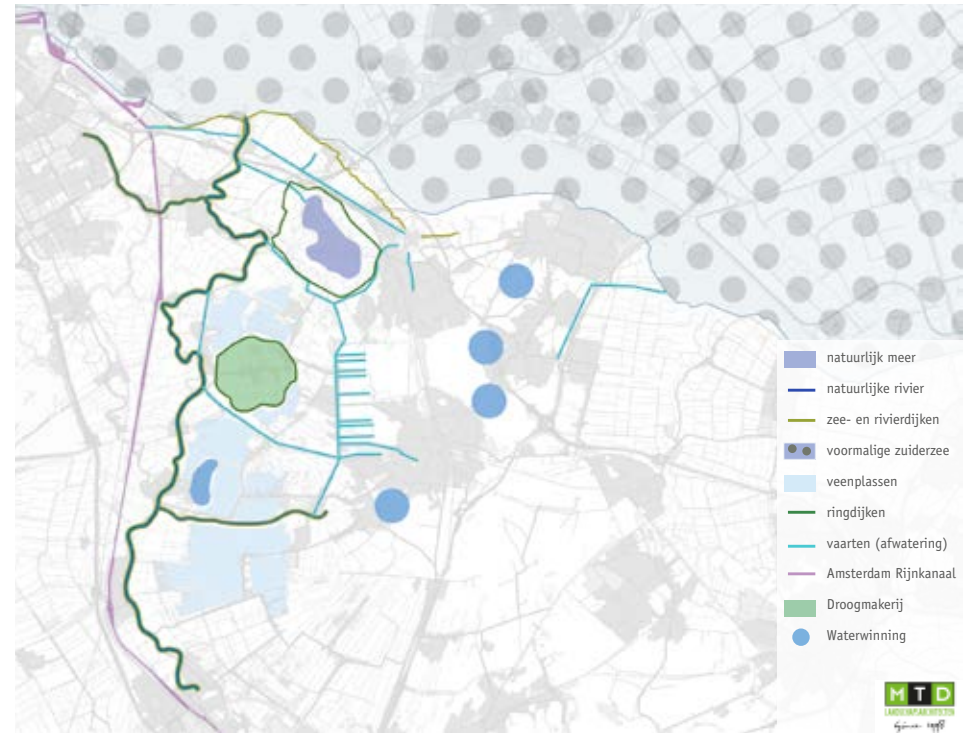 natuurlijk meer
natuurlijke rivier
zee- en rivierdijken
voormalige zuiderzee
veenplassen
ringdijken
vaarten (afwatering)
Amsterdam Rijnkanaal
Droogmakerij
Waterwinning
MTD
LANDSCHAPSARCHITECTEN